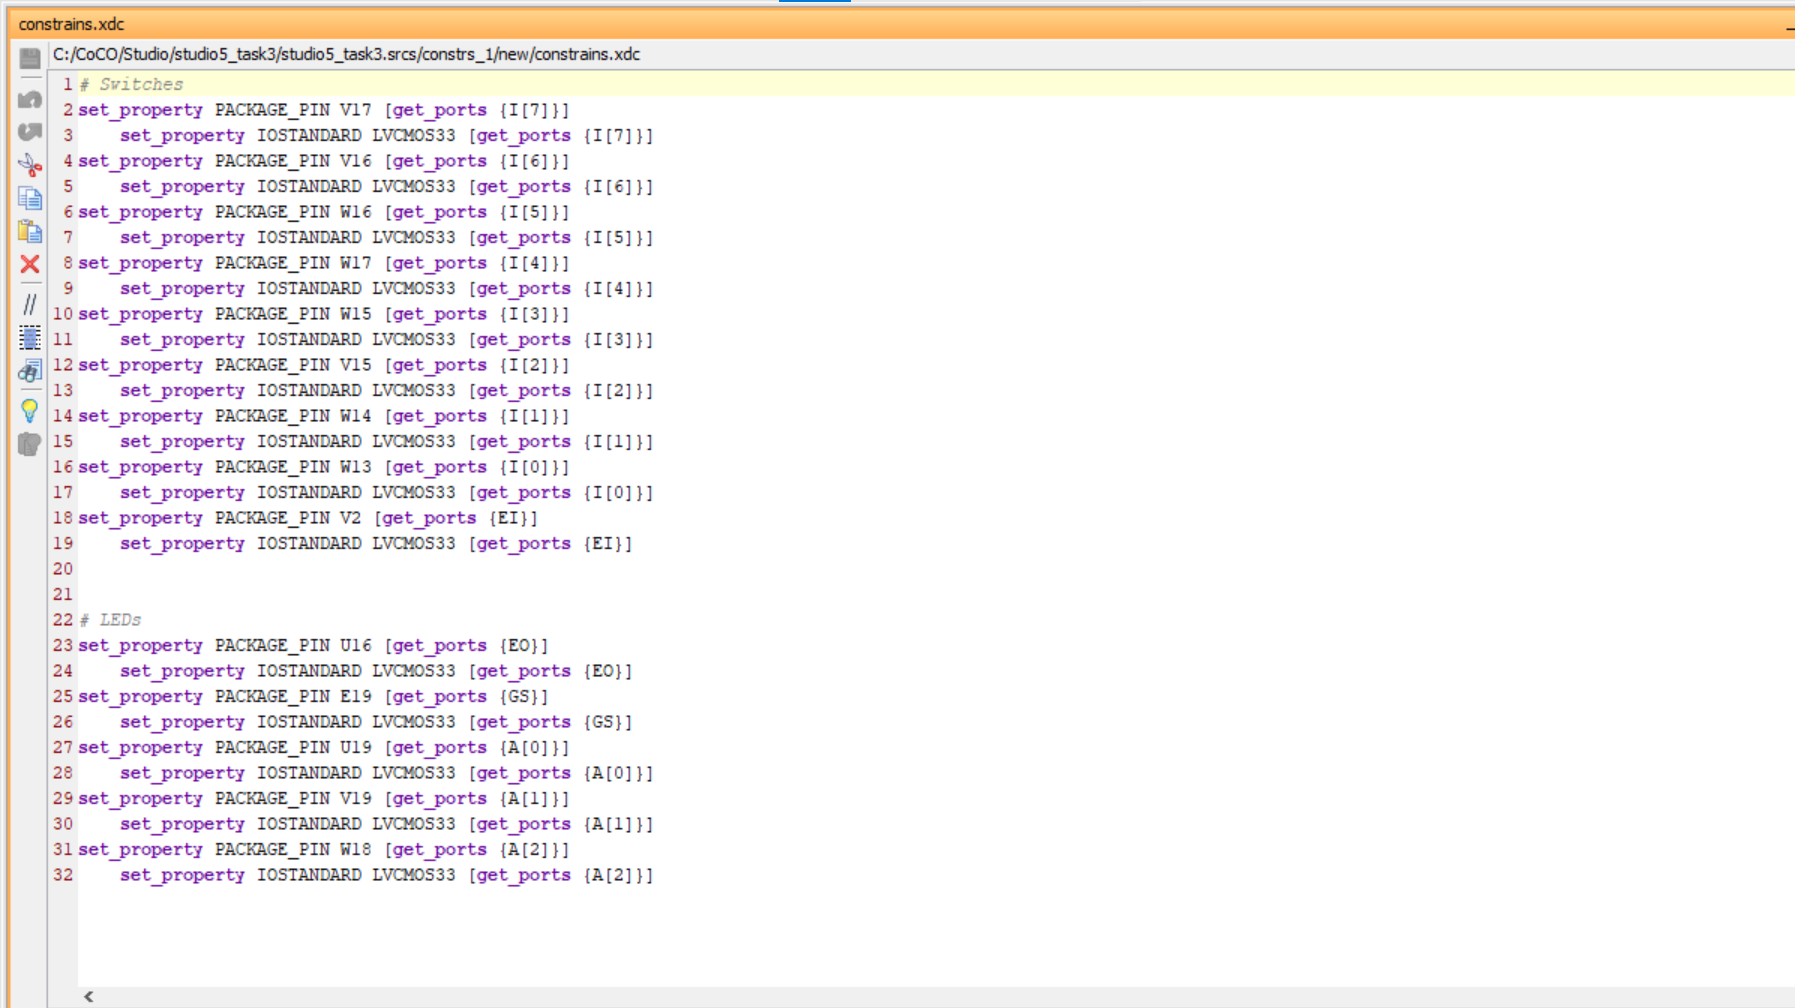 constrains.xdc
C:/CoCO/Studio/studio5_task3/studio5_task3.srcs/constrs_1/new/constrains.xdc
1 # Switches
2 set_property PACKAGE_PIN V17 [get_ports {I[7]}]
3     set_property IOSTANDARD LVCMOS33 [get_ports {I[7]}]
4 set_property PACKAGE_PIN V16 [get_ports {I[6]}]
5     set_property IOSTANDARD LVCMOS33 [get_ports {I[6]}]
6 set_property PACKAGE_PIN W16 [get_ports {I[5]}]
7     set_property IOSTANDARD LVCMOS33 [get_ports {I[5]}]
8 set_property PACKAGE_PIN W17 [get_ports {I[4]}]
9     set_property IOSTANDARD LVCMOS33 [get_ports {I[4]}]
10 set_property PACKAGE_PIN W15 [get_ports {I[3]}]
11     set_property IOSTANDARD LVCMOS33 [get_ports {I[3]}]
12 set_property PACKAGE_PIN V15 [get_ports {I[2]}]
13     set_property IOSTANDARD LVCMOS33 [get_ports {I[2]}]
14 set_property PACKAGE_PIN W14 [get_ports {I[1]}]
15     set_property IOSTANDARD LVCMOS33 [get_ports {I[1]}]
16 set_property PACKAGE_PIN W13 [get_ports {I[0]}]
17     set_property IOSTANDARD LVCMOS33 [get_ports {I[0]}]
18 set_property PACKAGE_PIN V2 [get_ports {EI}]
19     set_property IOSTANDARD LVCMOS33 [get_ports {EI}]
20
21
22 # LEDs
23 set_property PACKAGE_PIN U16 [get_ports {EO}]
24     set_property IOSTANDARD LVCMOS33 [get_ports {EO}]
25 set_property PACKAGE_PIN E19 [get_ports {GS}]
26     set_property IOSTANDARD LVCMOS33 [get_ports {GS}]
27 set_property PACKAGE_PIN U19 [get_ports {A[0]}]
28     set_property IOSTANDARD LVCMOS33 [get_ports {A[0]}]
29 set_property PACKAGE_PIN V19 [get_ports {A[1]}]
30     set_property IOSTANDARD LVCMOS33 [get_ports {A[1]}]
31 set_property PACKAGE_PIN W18 [get_ports {A[2]}]
32     set_property IOSTANDARD LVCMOS33 [get_ports {A[2]}]